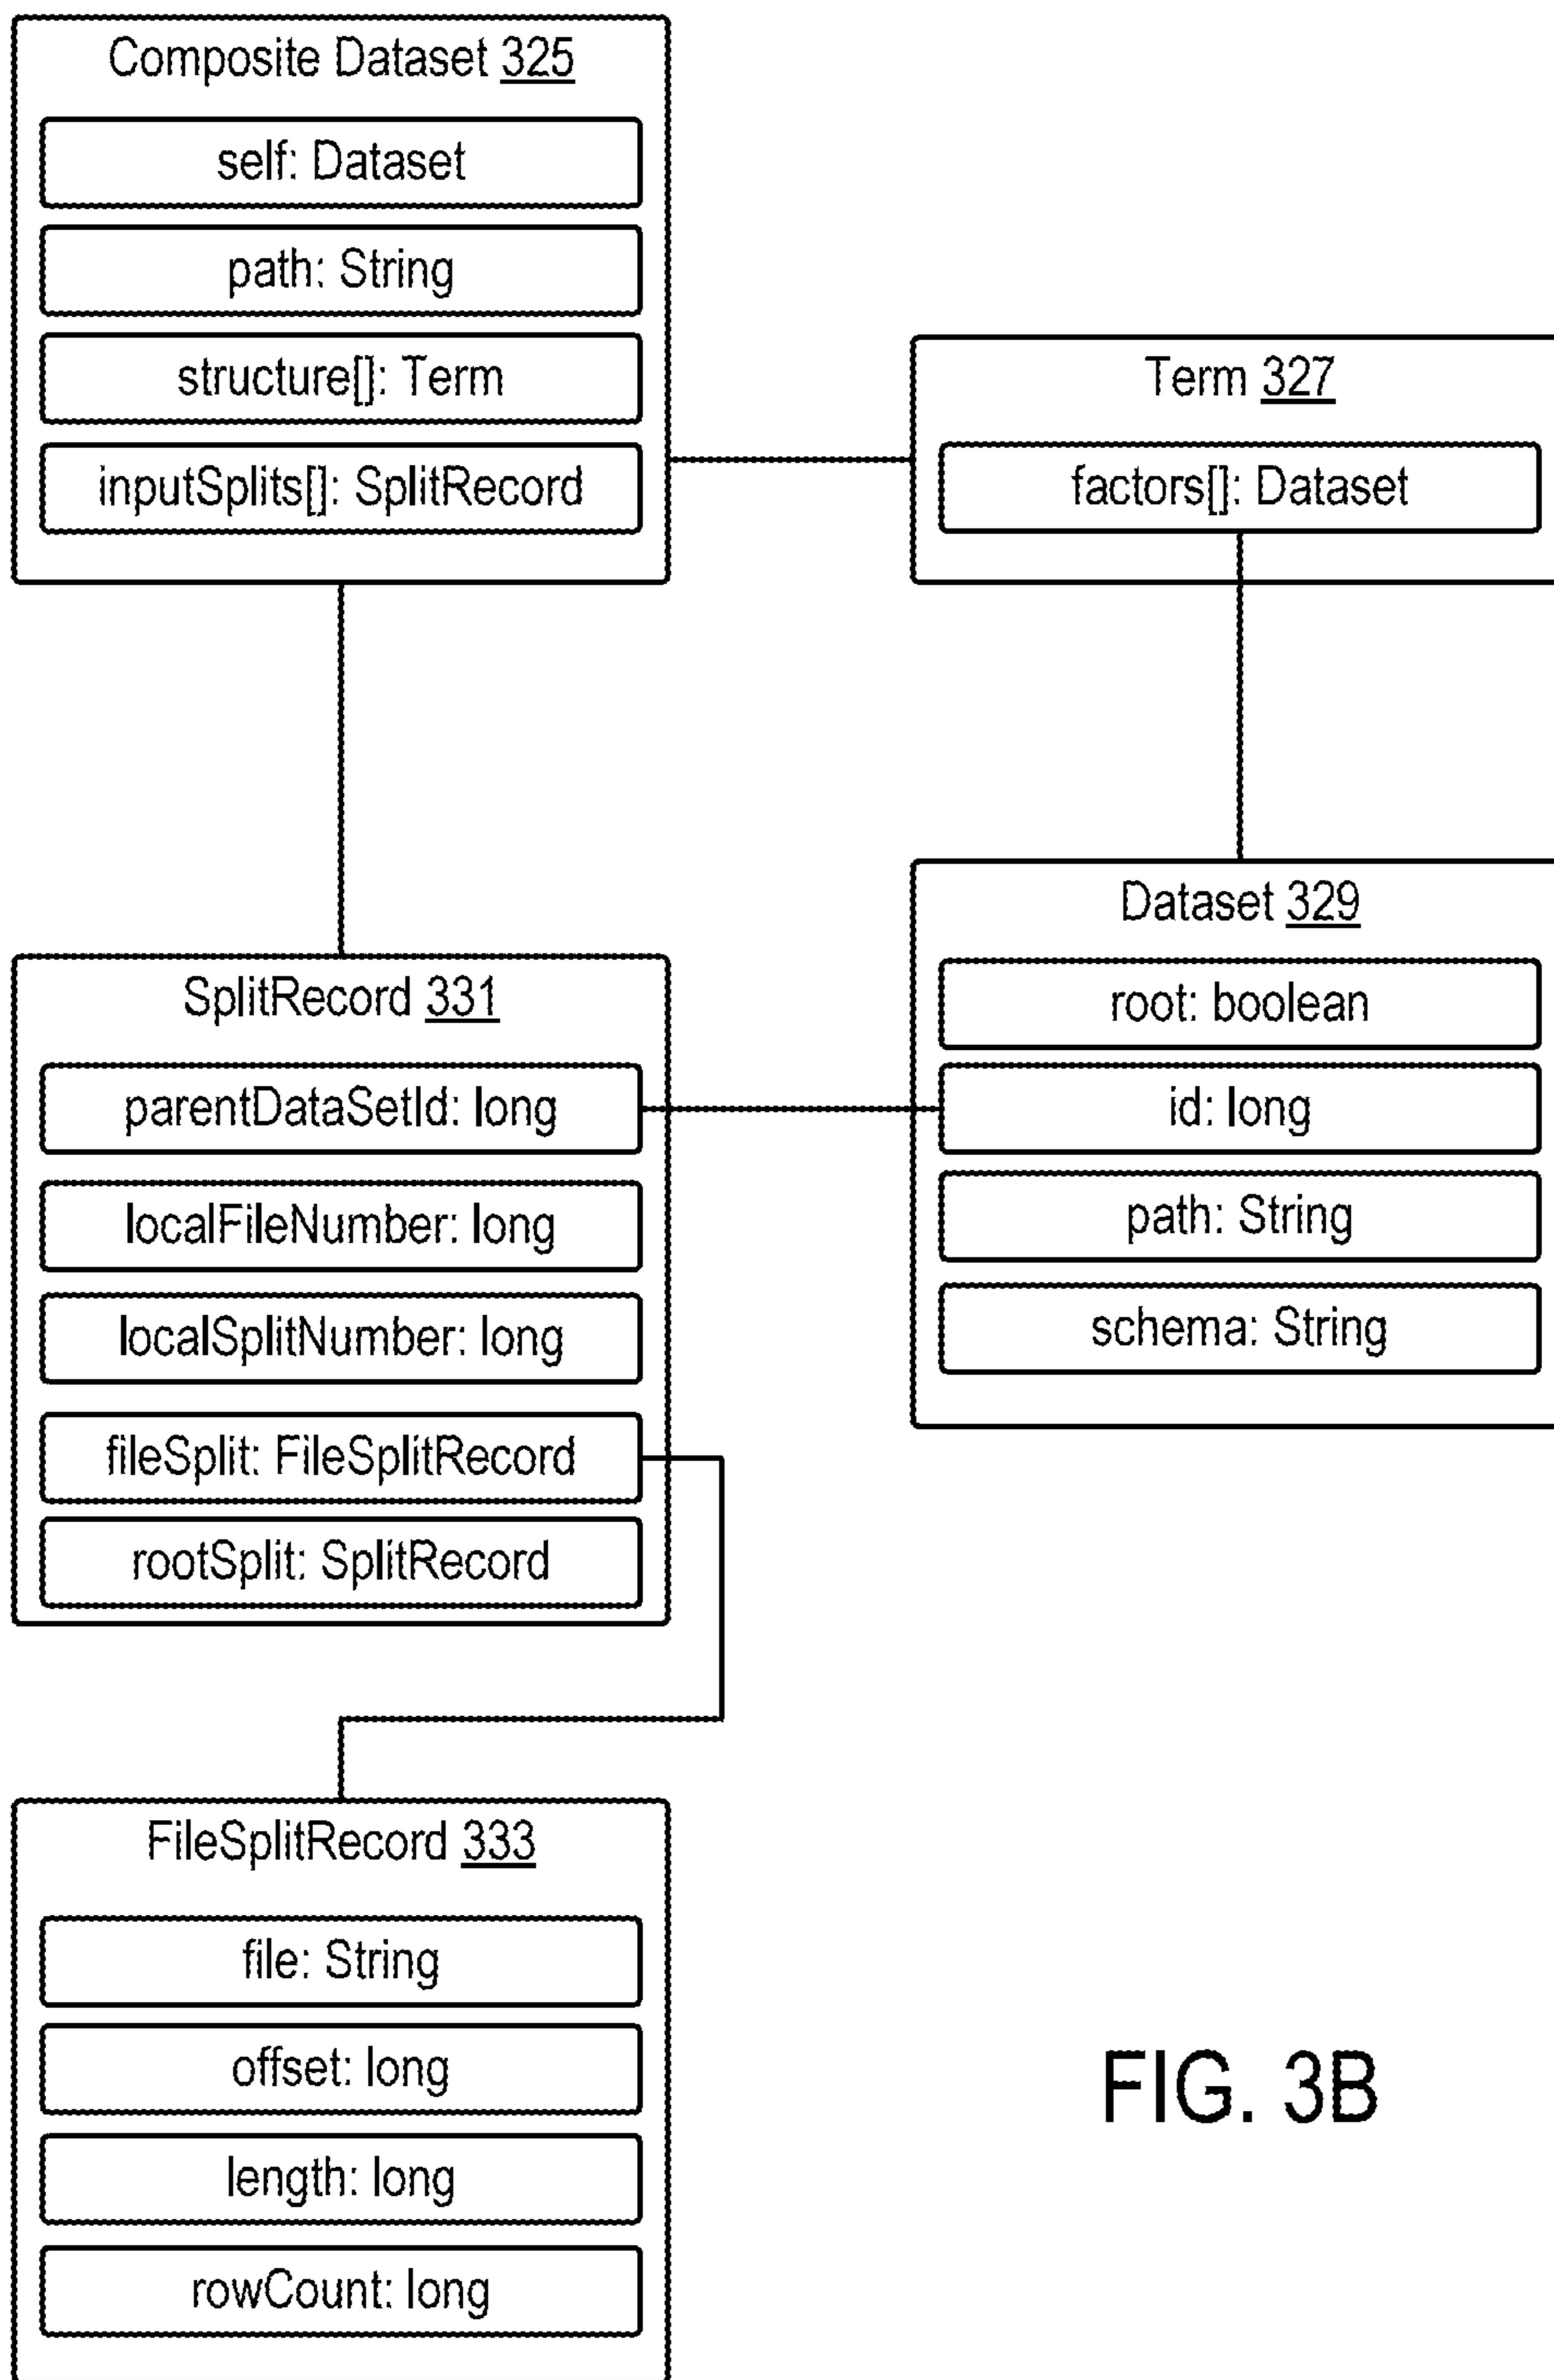 Composite Dataset 325
self: Dataset
path: String
structure[]: Term
inputSplits[]: SplitRecord
Term 327
factors[]: Dataset
Dataset 329
root: boolean
id: long
path: String
schema: String
SplitRecord 331
parentDataSetId: long
localFileNumber: long
localSplitNumber: long
fileSplit: FileSplitRecord
rootSplit: SplitRecord
FileSplitRecord 333
file: String
offset: long
length: long
rowCount: long
FIG. 3B